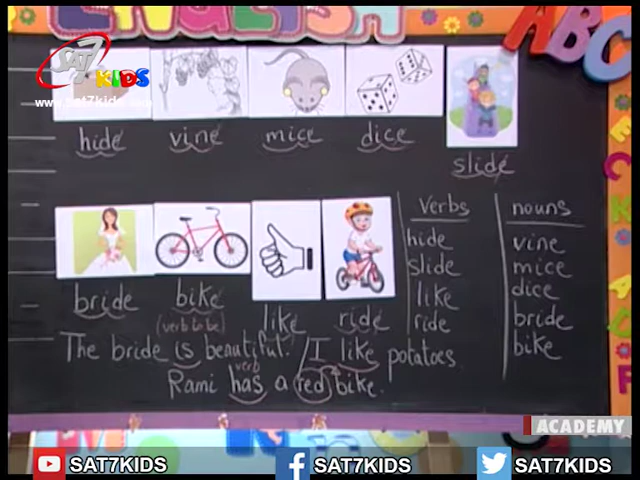 ENGLISH
ABC
SAT7
KIDS
www.Sat7kids.com
hide vine mice dice
slide
bride bike like ride
(verb to be)
verbs
hide
slide
like
ride
nouns
vine
mice
dice
bride
bike
The bride is beautiful. / I like potatoes
verb
Rami has a red bike.
ACADEMY
SAT7KIDS SAT7KIDS SAT7KIDS